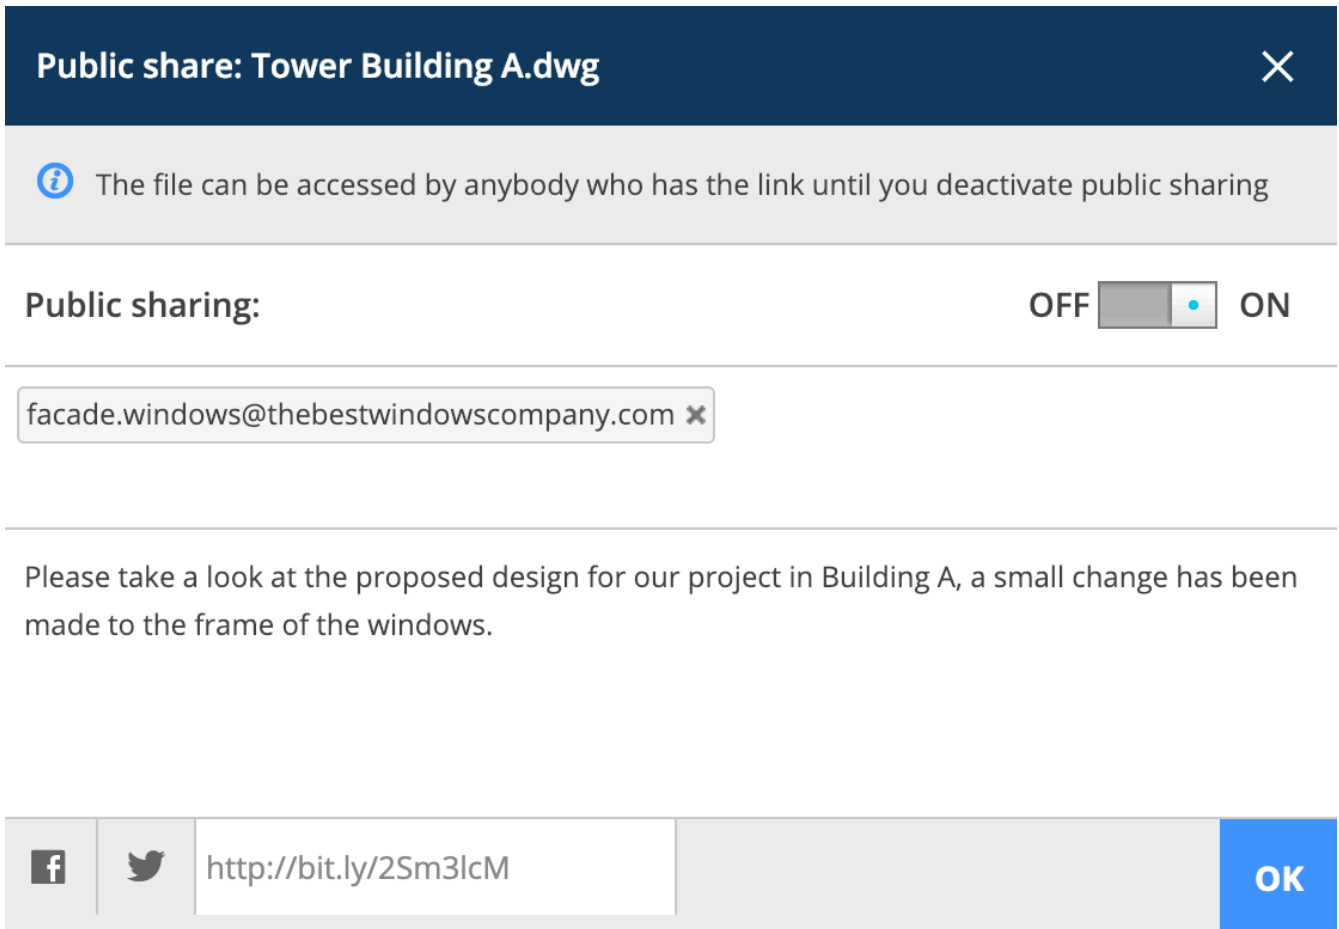 Public share: Tower Building A.dwg
The file can be accessed by anybody who has the link until you deactivate public sharing
Public sharing:
OFF ON
facade.windows@thebestwindowscompany.com
Please take a look at the proposed design for our project in Building A, a small change has been
made to the frame of the windows.
http://bit.ly/2Sm3lcM
OK